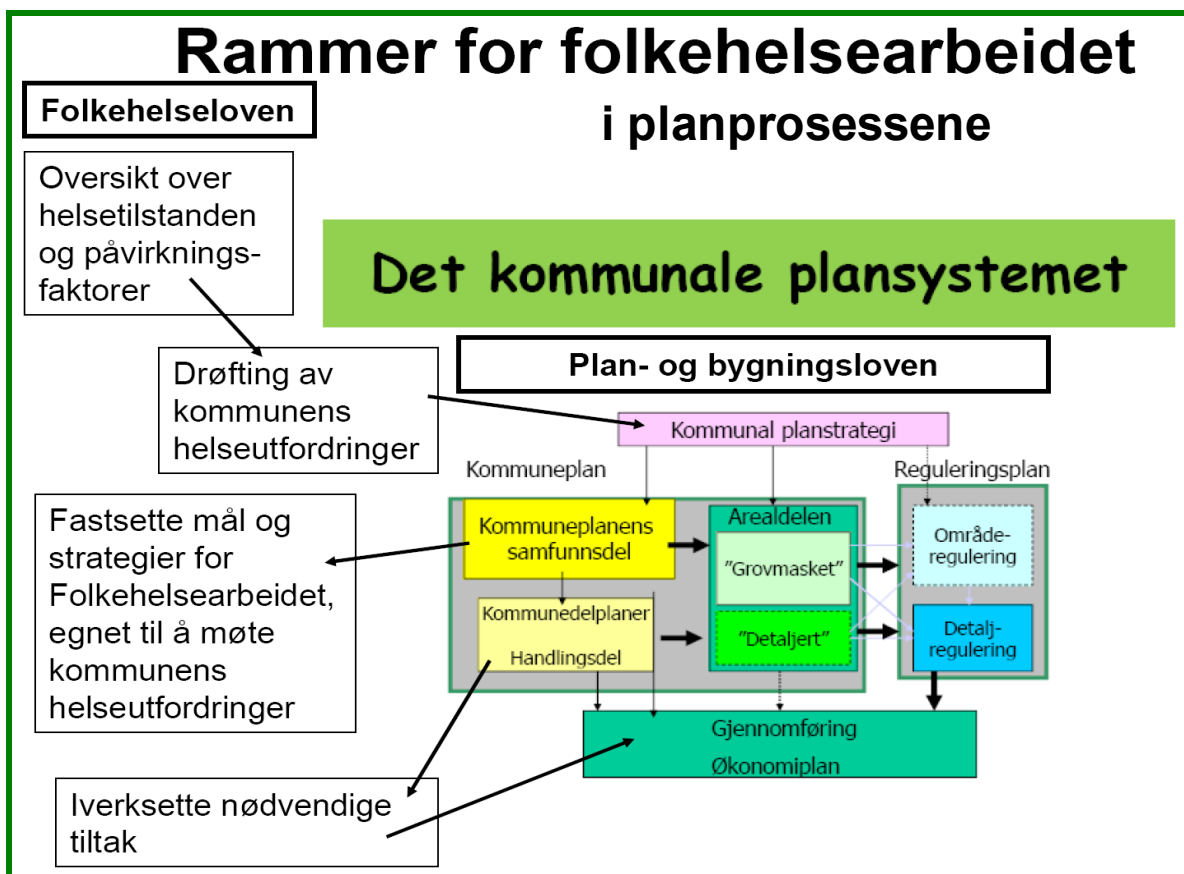 Rammer for folkehelsearbeidet
i planprosessene
Folkehelseloven
Oversikt over
helsetilstanden
og påvirknings-
faktorer
Det kommunale plansystemet
Plan- og bygningsloven
Drøfting av
kommunens
helseutfordringer
Kommunal planstrategi
Kommuneplan
Reguleringsplan
Fastsette mål og
strategier for
Folkehelsearbeidet,
egnet til å møte
kommunens
helseutfordringer
Kommuneplanens
samfunnsdel
Arealdelen
"Grovmasket"
Område-
regulering
Kommunedelplaner
Handlingsdel
"Detaljert"
Detalj-
regulering
Gjennomføring
Økonomiplan
Iverksette nødvendige
tiltak